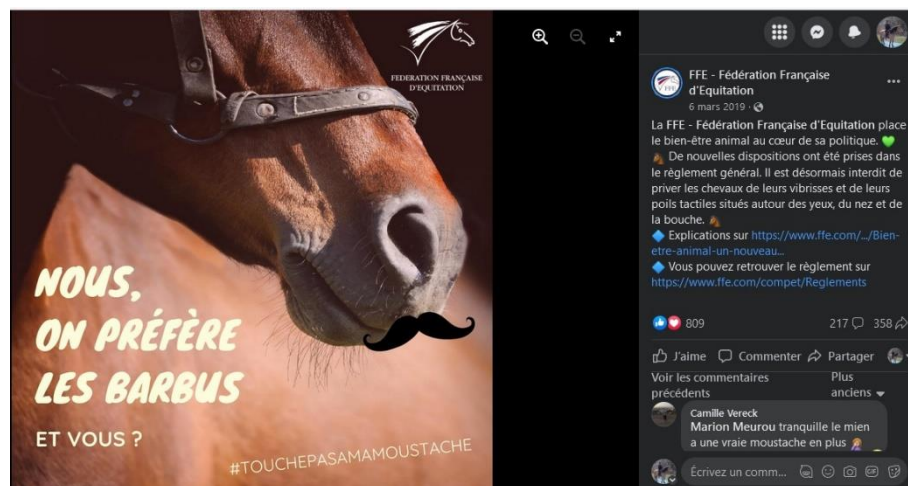 FEDERATION FRANÇAISE
D'EQUITATION
NOUS,
ON PRÉFÈRE
LES BARBUS
ET VOUS ?
#TOUCHEPASAMAMOUSTACHE
FFE - Fédération Française
d'Equitation
6 mars 2019 ·
La FFE - Fédération Française d'Equitation place
le bien-être animal au cœur de sa politique.
De nouvelles dispositions ont été prises dans
le règlement général. Il est désormais interdit de
priver les chevaux de leurs vibrisses et de leurs
poils tactiles situés autour des yeux, du nez et de
la bouche.
Explications sur https://www.ffe.com/.../Bien-
etre-animal-un-nouveau...
Vous pouvez retrouver le règlement sur
https://www.ffe.com/compet/Reglements
809 217 358
J'aime Commenter Partager
Voir les commentaires
précédents
Plus
anciens
Camille Vereck
Marion Meurou tranquille le mien
a une vraie moustache en plus
Écrivez un comm...
GIF